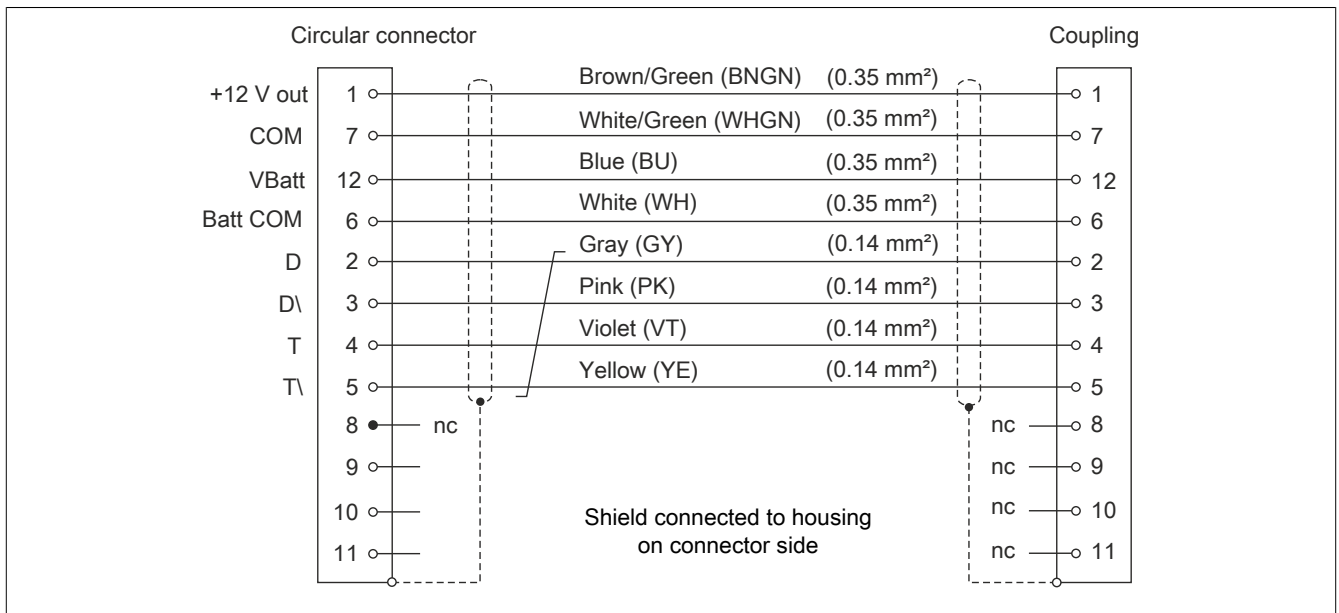 Circular connector Coupling
+12 V out 1 Brown/Green (BNGN) (0.35 mm²) 1
COM 7 White/Green (WHGN) (0.35 mm²) 7
VBatt 12 Blue (BU) (0.35 mm²) 12
Batt COM 6 White (WH) (0.35 mm²) 6
D 2 Gray (GY) (0.14 mm²) 2
D\ 3 Pink (PK) (0.14 mm²) 3
T 4 Violet (VT) (0.14 mm²) 4
T\ 5 Yellow (YE) (0.14 mm²) 5
8 nc nc 8
9 nc 9
10 nc 10
11 nc 11
Shield connected to housing
on connector side